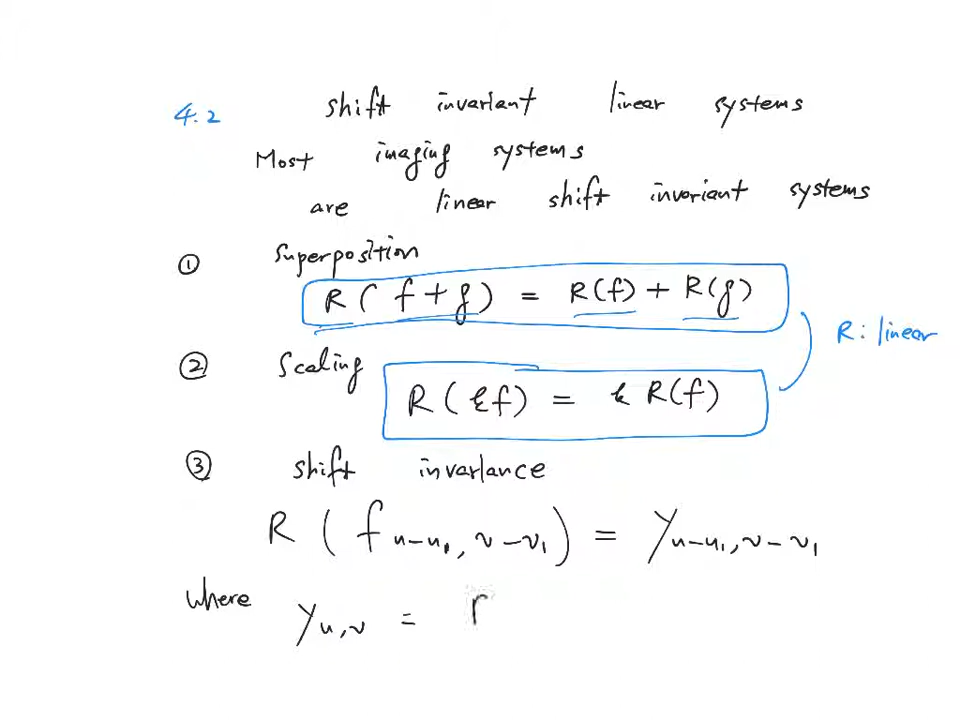 4.2 shift invariant linear systems
Most imaging systems
are linear shift invariant systems
① Superposition
R ( f + g ) = R(f) + R(g)
R: linear
② Scaling
R ( kf ) = k R(f)
③ shift invariance
R ( f u-u₁, v-v₁ ) = y u-u₁, v-v₁
where y u,v =